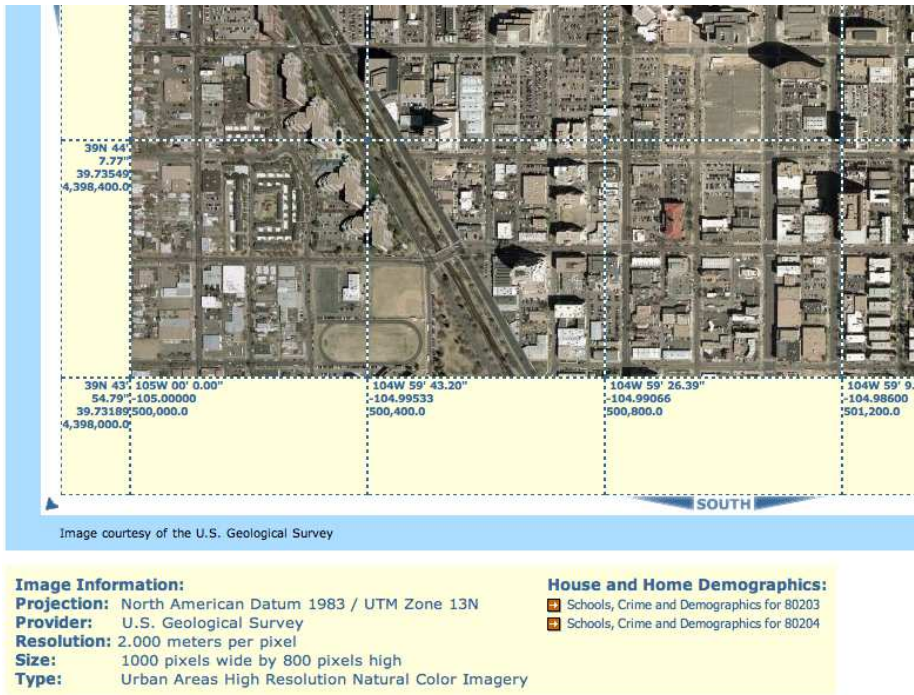 39N 44'
7.77"
39.73549
4,398,400.0
39N 43'
54.79"
39.73189
4,398,000.0
105W 00' 0.00"
-105.00000
500,000.0
104W 59' 43.20"
-104.99533
500,400.0
104W 59' 26.39"
-104.99066
500,800.0
104W 59' 9.
-104.98600
501,200.0
SOUTH
Image courtesy of the U.S. Geological Survey
Image Information:
Projection: North American Datum 1983 / UTM Zone 13N
Provider: U.S. Geological Survey
Resolution: 2.000 meters per pixel
Size: 1000 pixels wide by 800 pixels high
Type: Urban Areas High Resolution Natural Color Imagery
House and Home Demographics:
Schools, Crime and Demographics for 80203
Schools, Crime and Demographics for 80204